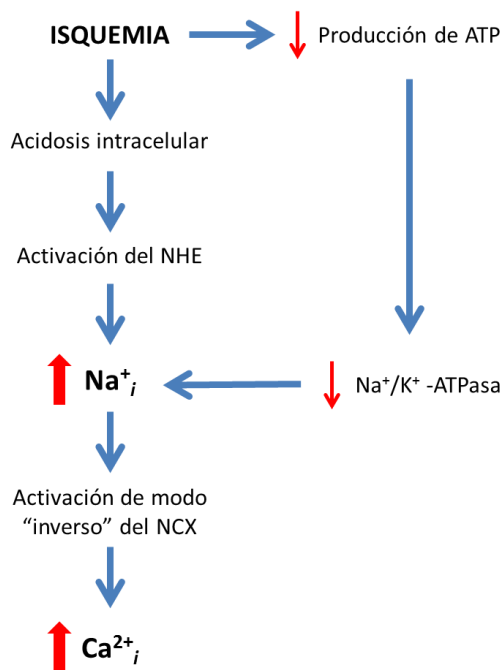 ISQUEMIA
Producción de ATP
Acidosis intracelular
Activación del NHE
Na⁺ᵢ
Na⁺/K⁺ -ATPasa
Activación de modo
“inverso” del NCX
Ca²⁺ᵢ